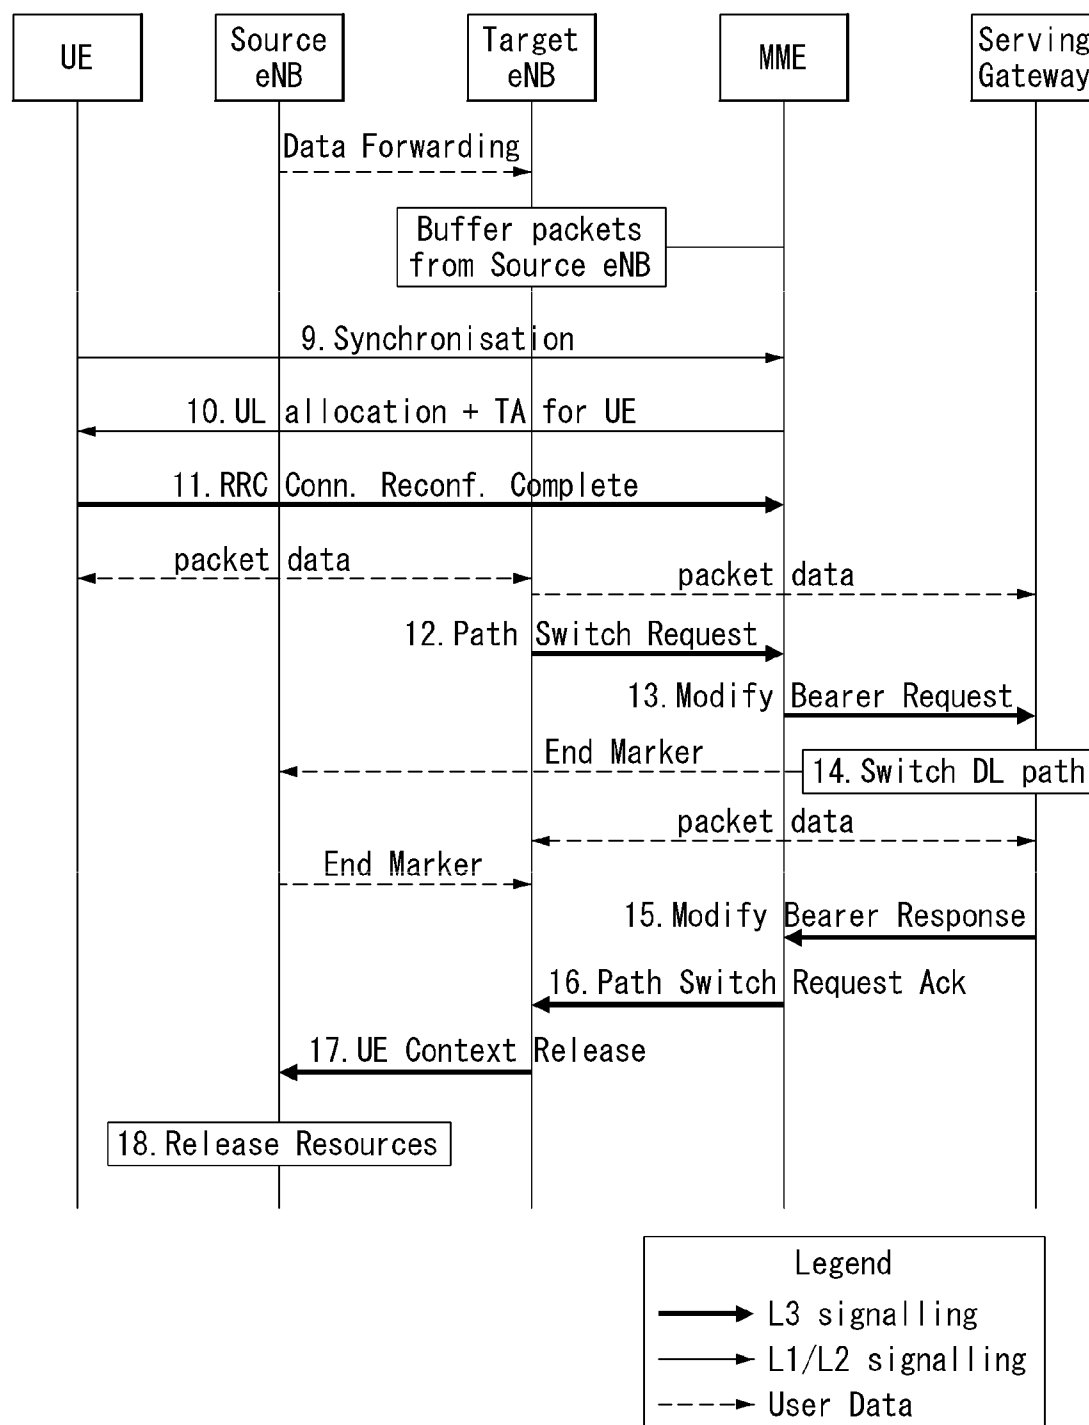 UE
Source
eNB
Target
eNB
MME
Serving
Gateway
Data Forwarding
Buffer packets
from Source eNB
9. Synchronisation
10. UL allocation + TA for UE
11. RRC Conn. Reconf. Complete
packet data
packet data
12. Path Switch Request
13. Modify Bearer Request
End Marker
14. Switch DL path
packet data
End Marker
15. Modify Bearer Response
16. Path Switch Request Ack
17. UE Context Release
18. Release Resources
Legend
L3 signalling
L1/L2 signalling
User Data